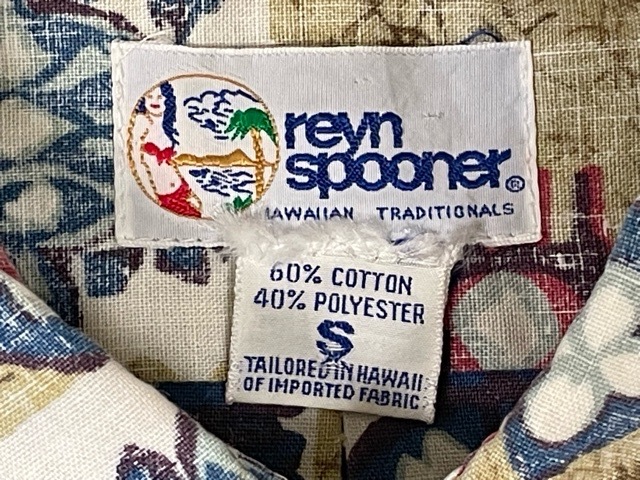 reyn
spooner®
HAWAIIAN TRADITIONALS
60% COTTON
40% POLYESTER
S
TAILORED IN HAWAII
OF IMPORTED FABRIC